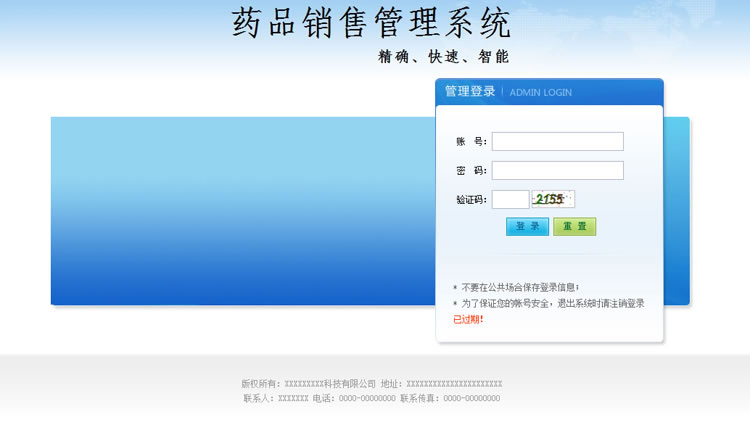 药品销售管理系统
精确、快速、智能
管理登录 | ADMIN LOGIN
账 号:
密 码:
验证码: 2155
登 录 重 置
* 不要在公共场合保存登录信息;
* 为了保证您的帐号安全,退出系统时请注销登录
已过期!
版权所有: XXXXXXXXX科技有限公司 地址: XXXXXXXXXXXXXXXXXXXXXX
联系人: XXXXXXX 电话: 0000-00000000 联系传真: 0000-00000000